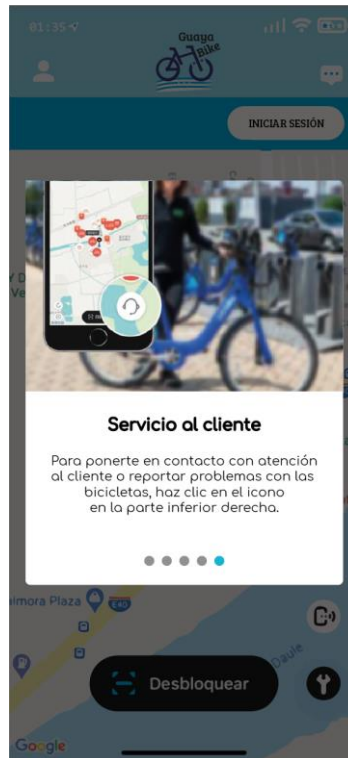 81:35
Guaya
Bike
INICIAR SESIÓN
Servicio al cliente
Para ponerte en contacto con atención
al cliente o reportar problemas con las
bicicletas, haz clic en el icono
en la parte inferior derecha.
imora Plaza
E40
Daule
Desbloquear
Google